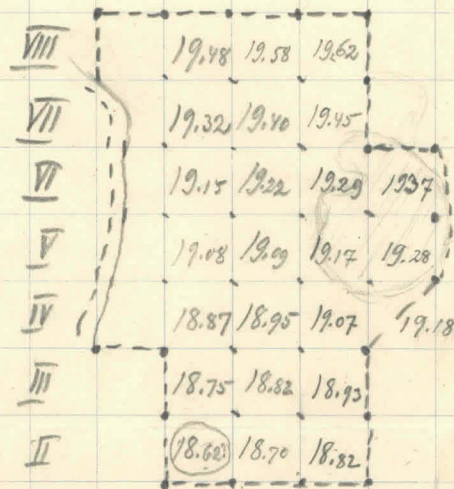 VIII 19.48 19.58 19.62
VII 19.32 19.40 19.45
VI 19.15 19.22 19.29 1937
V 19.08 19.09 19.17 19.28
IV 18.87 18.95 19.07 19.18
III 18.75 18.82 18.93
II 18.62 18.70 18.82